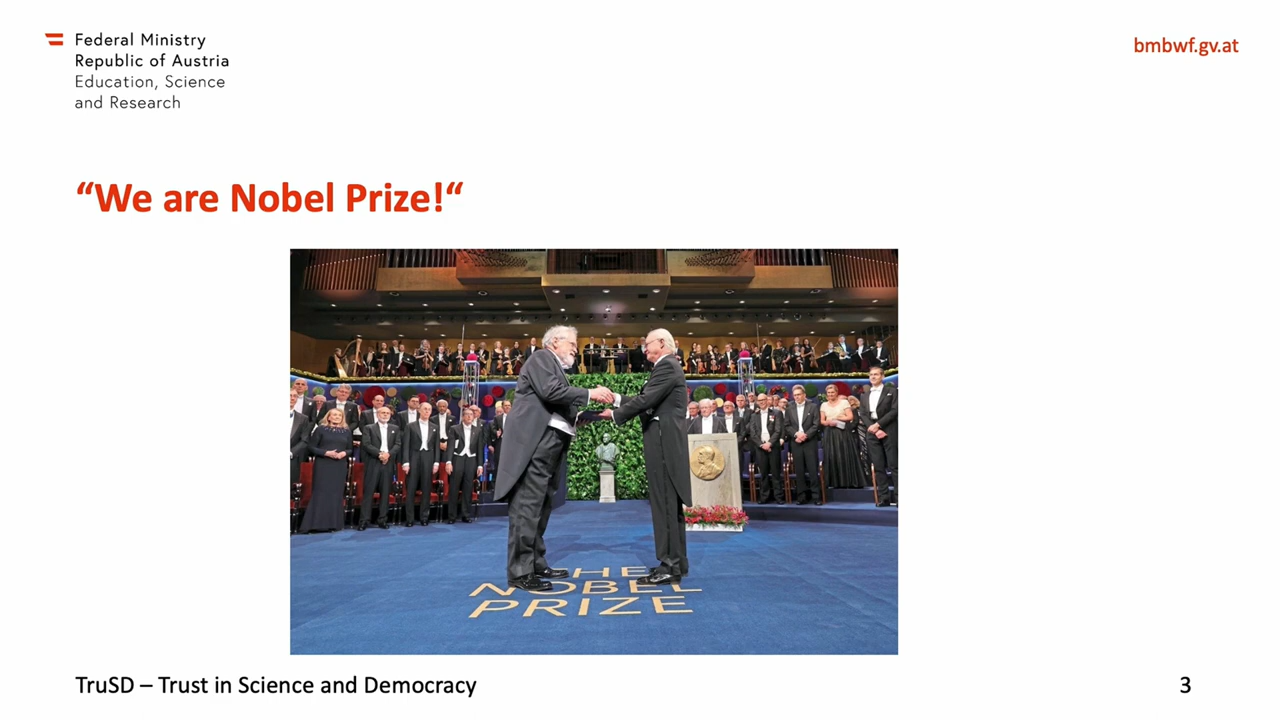 Federal Ministry
Republic of Austria
Education, Science
and Research
bmbwf.gv.at
“We are Nobel Prize!“
THE
NOBEL
PRIZE
TruSD – Trust in Science and Democracy
3